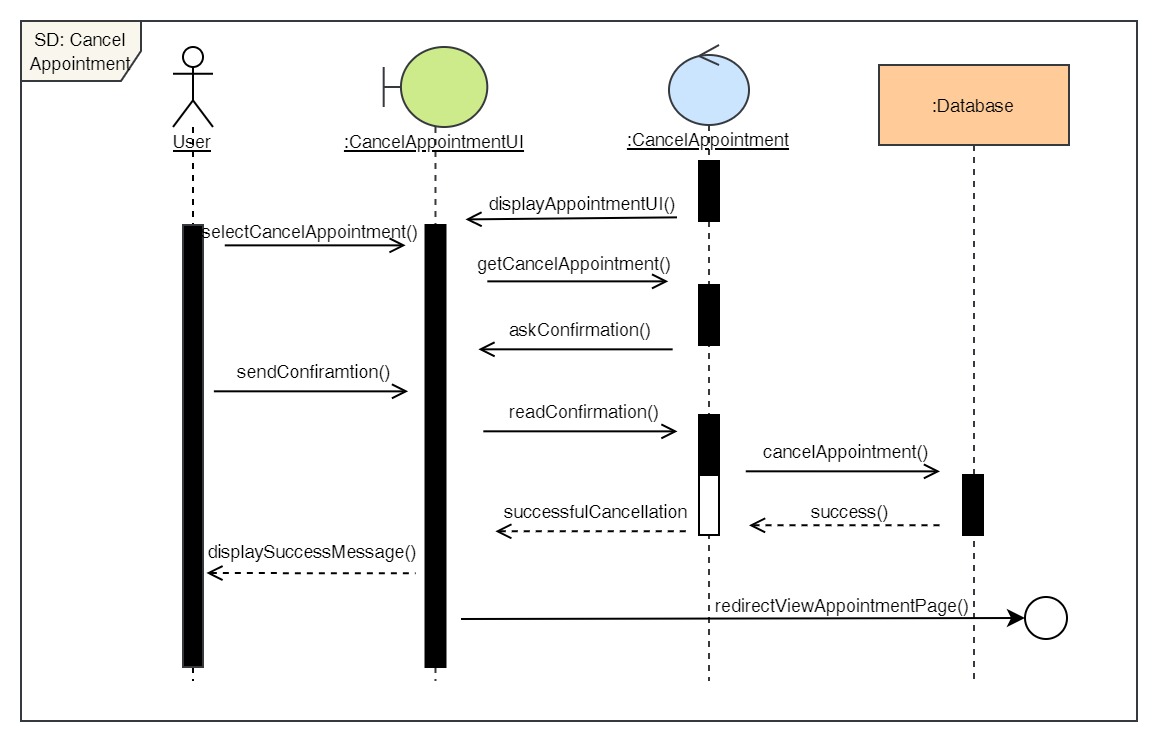 SD: Cancel
Appointment
User
:CancelAppointmentUI
:CancelAppointment
:Database
displayAppointmentUI()
selectCancelAppointment()
getCancelAppointment()
askConfirmation()
sendConfiramtion()
readConfirmation()
cancelAppointment()
successfulCancellation
success()
displaySuccessMessage()
redirectViewAppointmentPage()